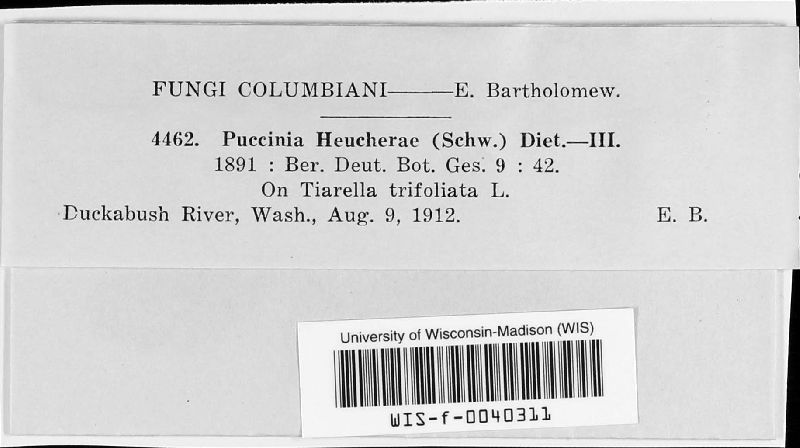 FUNGI COLUMBIANI——E. Bartholomew.
4462. Puccinia Heucherae (Schw.) Diet.—III.
1891 : Ber. Deut. Bot. Ges. 9 : 42.
On Tiarella trifoliata L.
Duckabush River, Wash., Aug. 9, 1912. E. B.
University of Wisconsin-Madison (WIS)
WIS-f-0040311